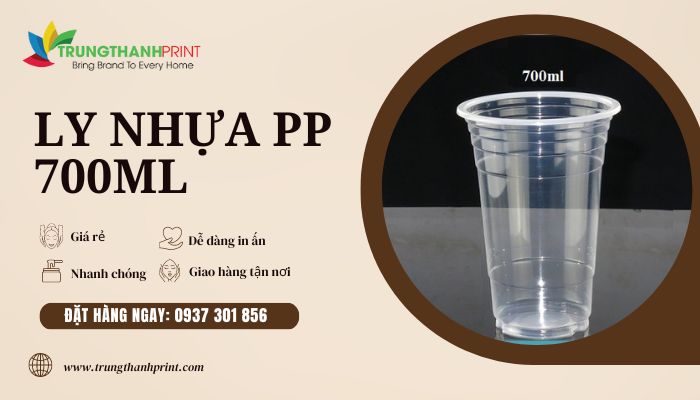 TRUNGTHANHPRINT
Bring Brand To Every Home
700ml
LY NHỰA PP
700ML
Giá rẻ
Dễ dàng in ấn
Nhanh chóng
Giao hàng tận nơi
ĐẶT HÀNG NGAY: 0937 301 856
www.trungthanhprint.com